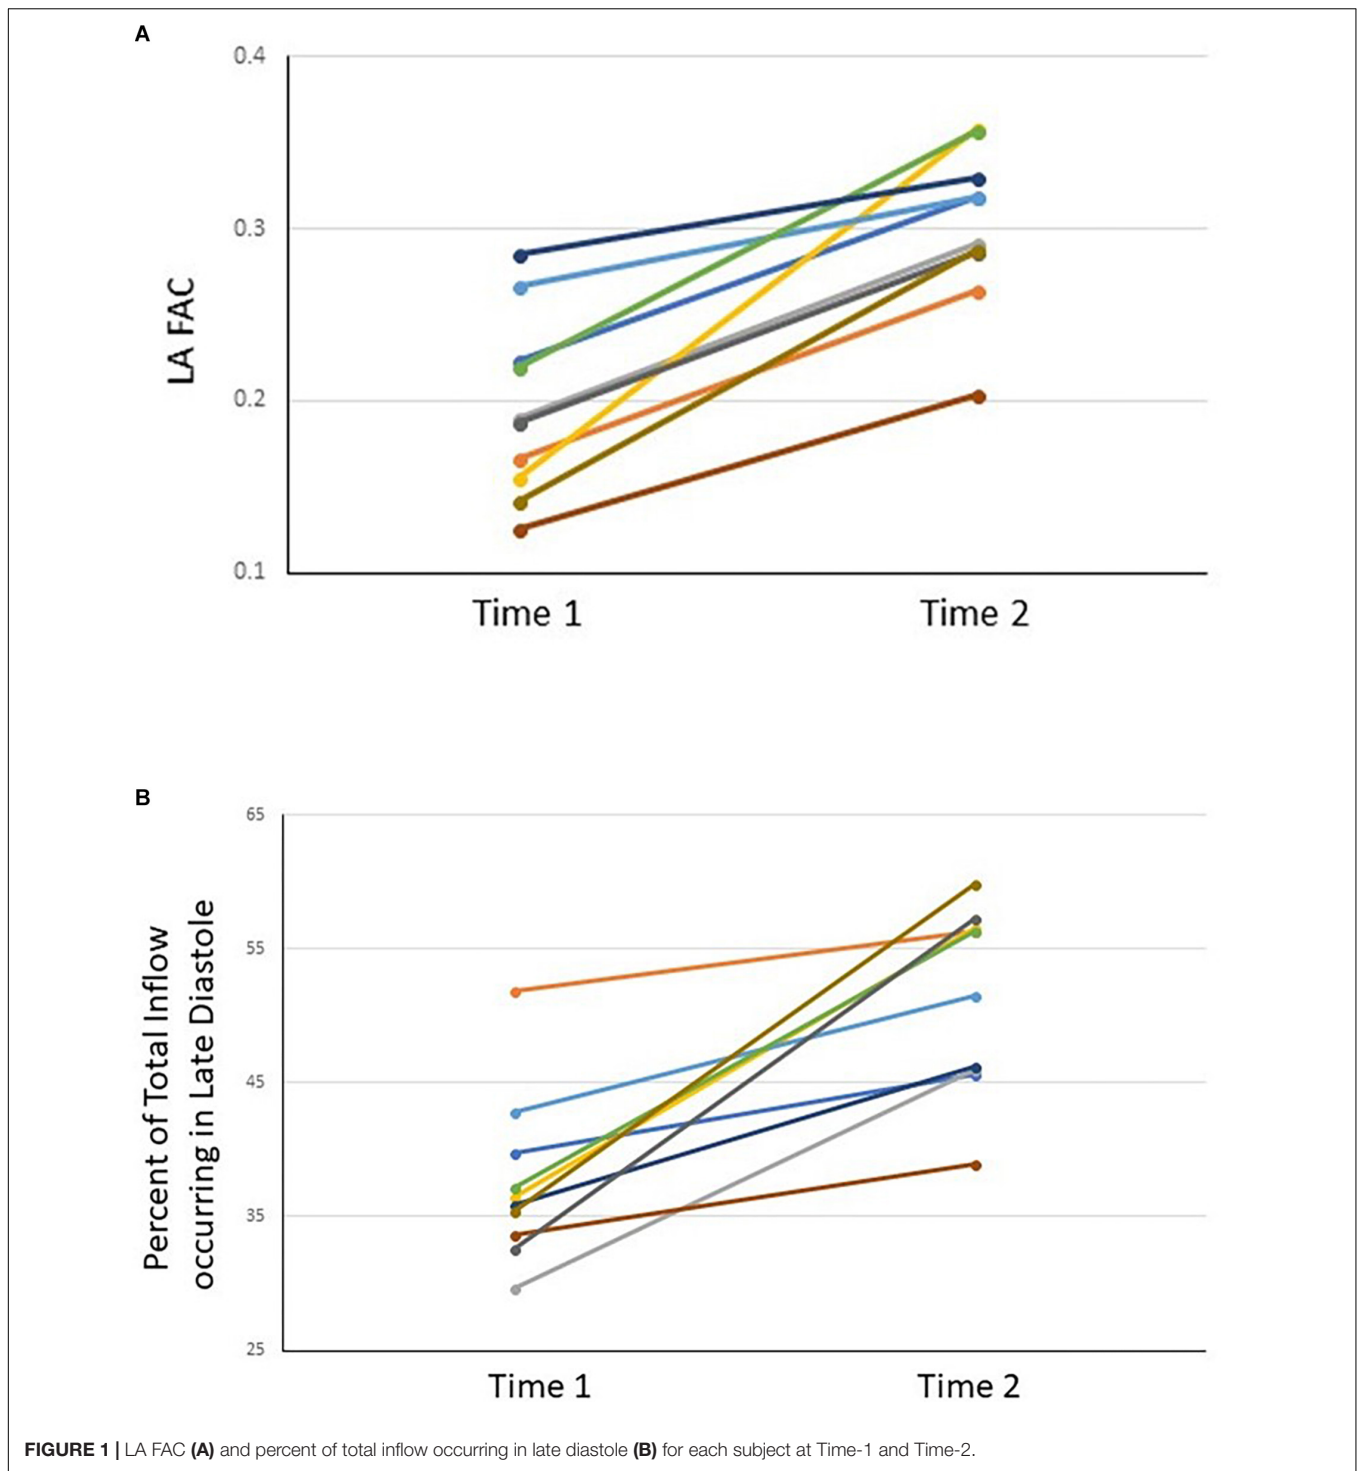 A
0.4
0.3
0.2
0.1
LA FAC
Time 1
Time 2
B
65
55
45
35
25
Percent of Total Inflow
occurring in Late Diastole
Time 1
Time 2
FIGURE 1 | LA FAC (A) and percent of total inflow occurring in late diastole (B) for each subject at Time-1 and Time-2.